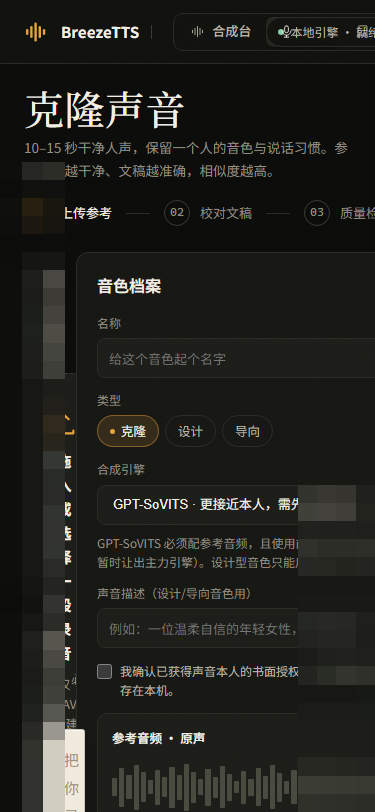 BreezeTTS
合成台
本地引擎 ·
克隆声音
10–15 秒干净人声，保留一个人的音色与说话习惯。参
越干净、文稿越准确，相似度越高。
上传参考
02 校对文稿
03 质量检
音色档案
名称
给这个音色起个名字
类型
克隆
设计
导向
合成引擎
GPT-SoVITS · 更接近本人，需
GPT-SoVITS 必须配参考音频，且使用
暂时让出主力引擎）。设计型音色只能
声音描述（设计/导向音色用）
例如：一位温柔自信的年轻女性，
我确认已获得声音本人的书面授权
存在本机。
参考音频 · 原声
把
你